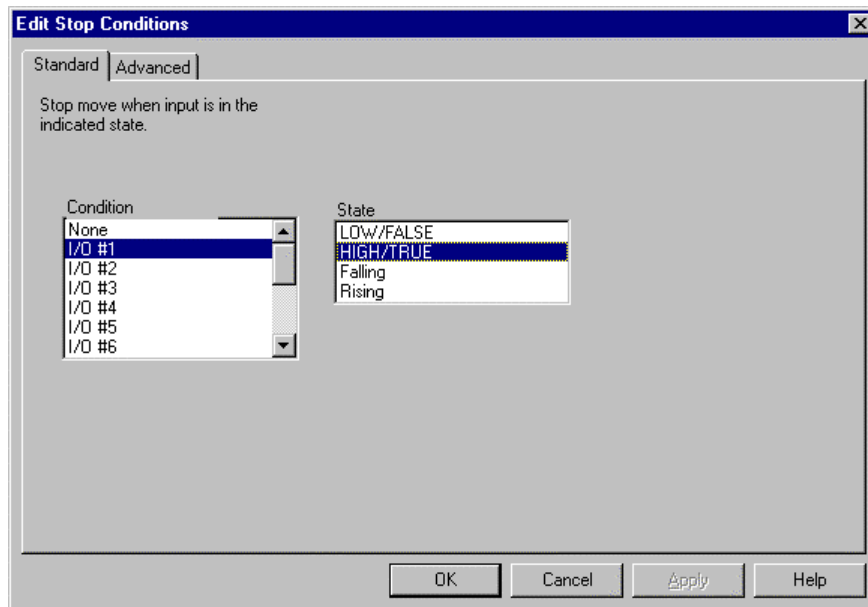 Edit Stop Conditions
Standard
Advanced
Stop move when input is in the
indicated state.
Condition
None
I/O #1
I/O #2
I/O #3
I/O #4
I/O #5
I/O #6
State
LOW/FALSE
HIGH/TRUE
Falling
Rising
OK
Cancel
Apply
Help